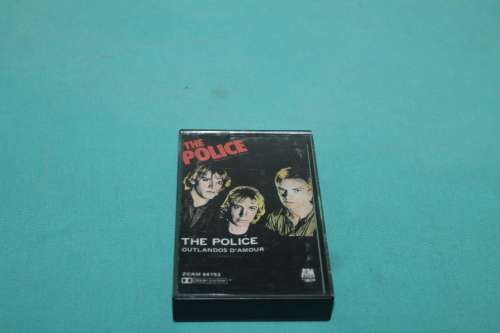 THE
POLICE
THE POLICE
OUTLANDOS D'AMOUR
A&M